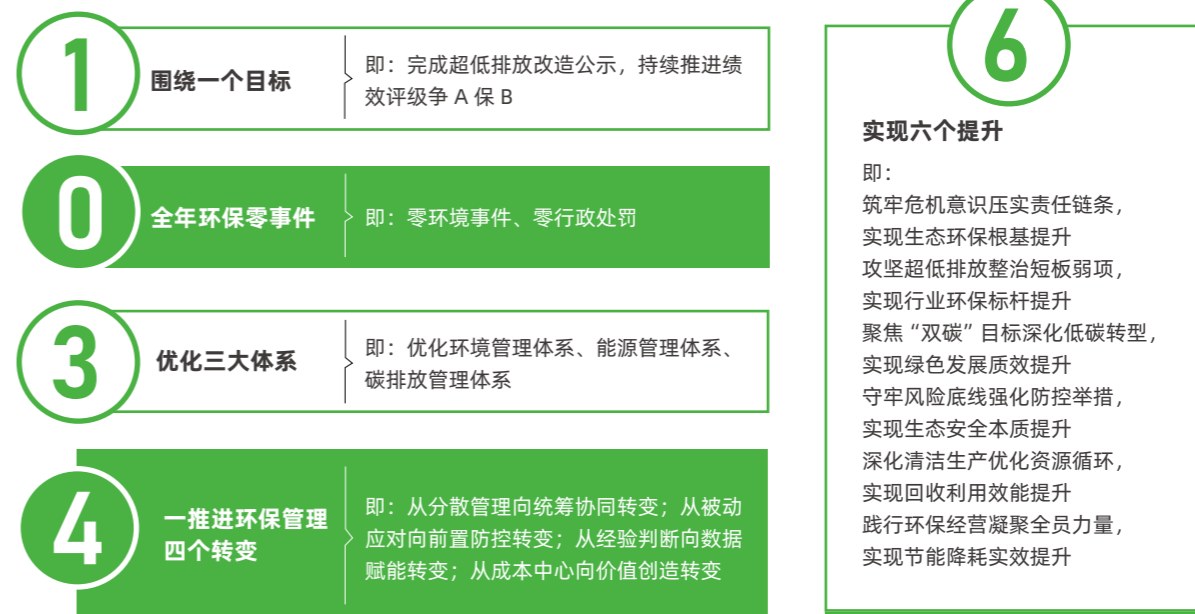 1
围绕一个目标
即：完成超低排放改造公示，持续推进绩
效评级争 A 保 B
0
全年环保零事件
即：零环境事件、零行政处罚
3
优化三大体系
即：优化环境管理体系、能源管理体系、
碳排放管理体系
4
一推进环保管理
四个转变
即：从分散管理向统筹协同转变；从被动
应对向前置防控转变；从经验判断向数据
赋能转变；从成本中心向价值创造转变
6
实现六个提升
即：
筑牢危机意识压实责任链条，
实现生态环保根基提升
攻坚超低排放整治短板弱项，
实现行业环保标杆提升
聚焦“双碳”目标深化低碳转型，
实现绿色发展质效提升
守牢风险底线强化防控举措，
实现生态安全本质提升
深化清洁生产优化资源循环，
实现回收利用效能提升
践行环保经营凝聚全员力量，
实现节能降耗实效提升